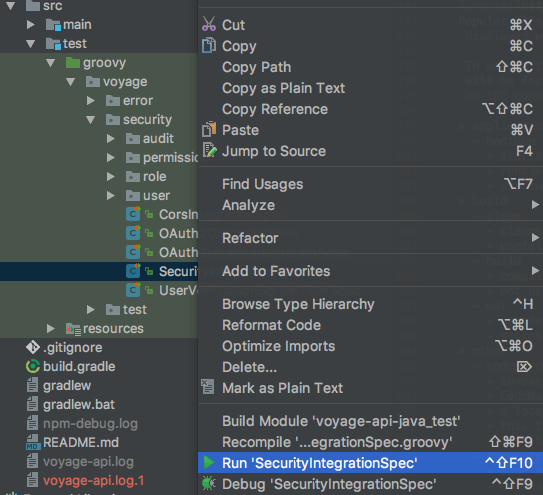 src
main
test
groovy
voyage
error
security
audit
permission
role
user
CorsIn
OAuth
OAuth
Securi
UserV
test
resources
.gitignore
build.gradle
gradlew
gradlew.bat
npm-debug.log
README.md
voyage-api.log
voyage-api.log.1
Cut ⌘X
Copy ⌘C
Copy Path ⇧⌘C
Copy as Plain Text
Copy Reference ⌥⇧⌘C
Paste ⌘V
Jump to Source F4
Find Usages ⌥F7
Analyze
Refactor
Add to Favorites
Browse Type Hierarchy ^H
Reformat Code ⌥⌘L
Optimize Imports ⌥⌘O
Delete... ⌦
Mark as Plain Text
Build Module 'voyage-api-java_test'
Recompile '...egrationSpec.groovy' ⇧⌘F9
Run 'SecurityIntegrationSpec' ^⇧F10
Debug 'SecurityIntegrationSpec' ^⇧F9